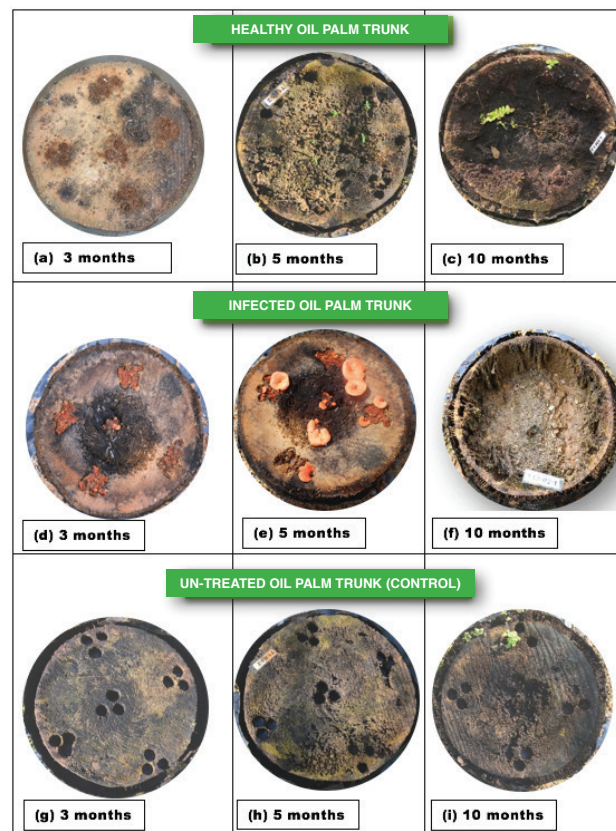 HEALTHY OIL PALM TRUNK
(a) 3 months
(b) 5 months
(c) 10 months
INFECTED OIL PALM TRUNK
(d) 3 months
(e) 5 months
(f) 10 months
UN-TREATED OIL PALM TRUNK (CONTROL)
(g) 3 months
(h) 5 months
(i) 10 months